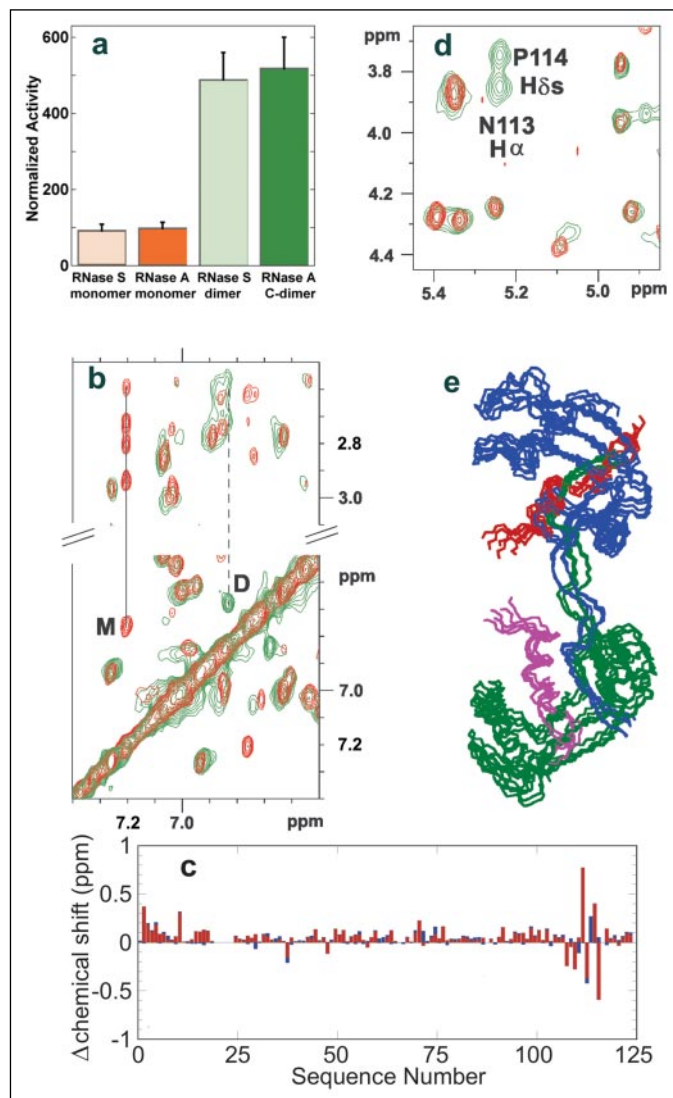 a
600
400
200
0
Normalized Activity
RNase S monomer
RNase A monomer
RNase S dimer
RNase A C-dimer
d
ppm
3.8
4.0
4.2
4.4
P114
Hδs
N113
Hα
5.4
5.2
5.0
ppm
b
2.8
3.0
ppm
7.0
7.2
M
D
7.2
7.0
ppm
e
c
1
0.5
0
-0.5
-1
Δchemical shift (ppm)
0
25
50
75
100
125
Sequence Number